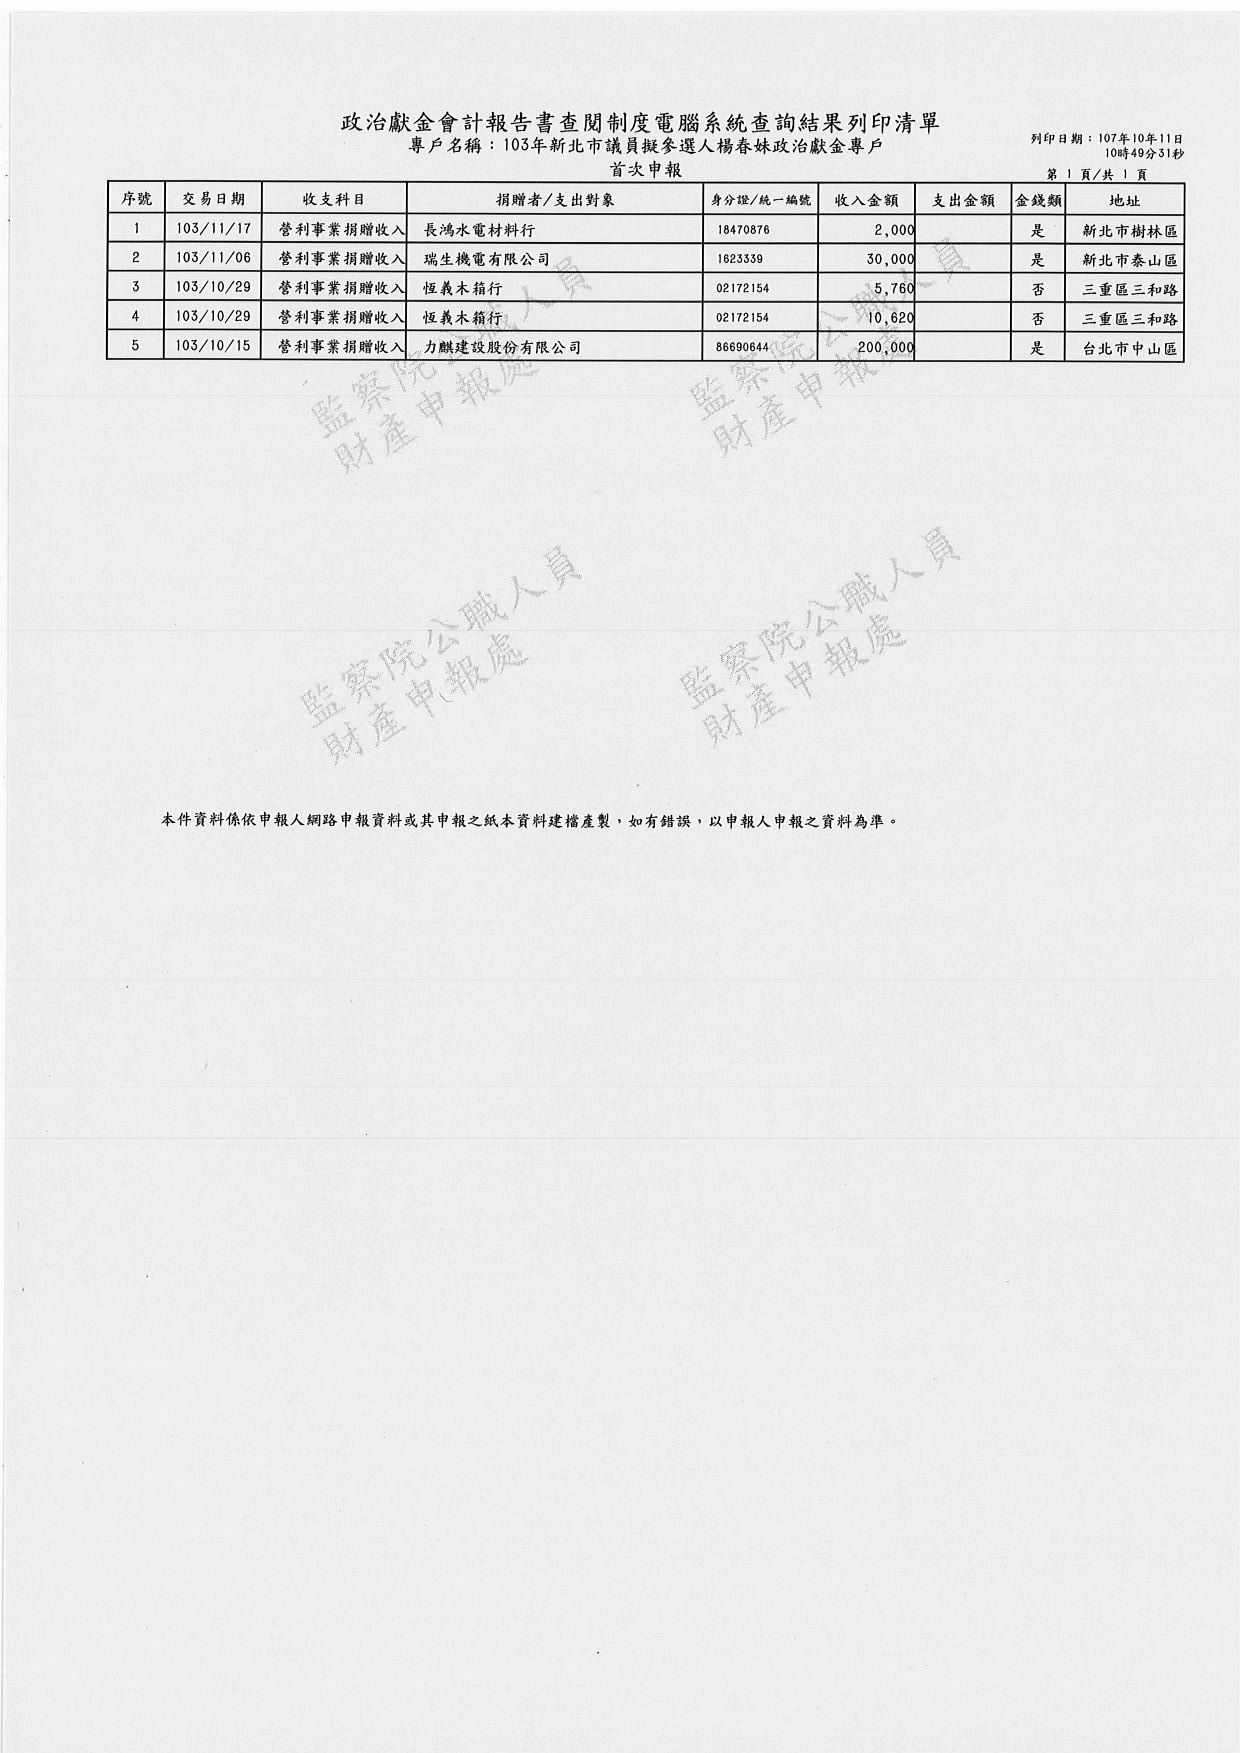 政治獻金會計報告書查閱制度電腦系統查詢結果列印清單
專戶名稱：103年新北市議員擬參選人楊春妹政治獻金專戶
首次申報
列印日期：107年10年11日
10時49分31秒
第 1 頁/共 1 頁
序號 交易日期 收支科目 捐贈者/支出對象 身分證/統一編號 收入金額 支出金額 金錢類 地址
1 103/11/17 營利事業捐贈收入 長鴻水電材料行 18470876 2,000 是 新北市樹林區
2 103/11/06 營利事業捐贈收入 瑞生機電有限公司 1623339 30,000 是 新北市泰山區
3 103/10/29 營利事業捐贈收入 恆義木箱行 02172154 5,760 否 三重區三和路
4 103/10/29 營利事業捐贈收入 恆義木箱行 02172154 10,620 否 三重區三和路
5 103/10/15 營利事業捐贈收入 力麒建設股份有限公司 86690644 200,000 是 台北市中山區
監察院公職人員
財產申報處
監察院公職人員
財產申報處
監察院公職人員
財產申報處
監察院公職人員
財產申報處
本件資料係依申報人網路申報資料或其申報之紙本資料建檔產製，如有錯誤，以申報人申報之資料為準。